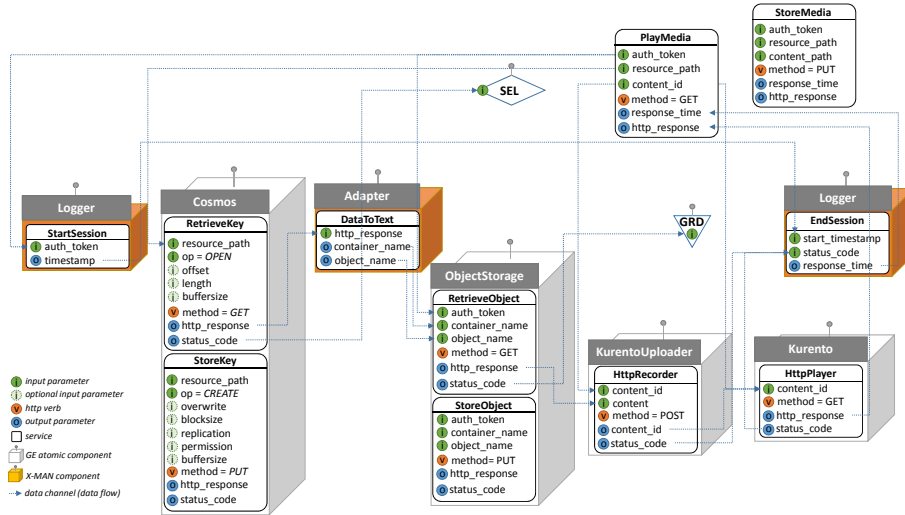 StoreMedia
auth_token
resource_path
content_path
method = PUT
response_time
http_response
PlayMedia
auth_token
resource_path
content_id
method = GET
response_time
http_response
SEL
Logger
StartSession
auth_token
timestamp
Cosmos
RetrieveKey
resource_path
op = OPEN
offset
length
buffersize
method = GET
http_response
status_code
StoreKey
resource_path
op = CREATE
overwrite
blocksize
replication
permission
buffersize
method = PUT
http_response
status_code
Adapter
DataToText
http_response
container_name
object_name
ObjectStorage
RetrieveObject
auth_token
container_name
object_name
method = GET
http_response
status_code
StoreObject
auth_token
container_name
object_name
method= PUT
http_response
status_code
GRD
KurentoUploader
HttpRecorder
content_id
content
method = POST
content_id
status_code
Logger
EndSession
start_timestamp
status_code
response_time
Kurento
HttpPlayer
content_id
method = GET
http_response
status_code
i input parameter
i optional input parameter
v http verb
o output parameter
service
GE atomic component
X-MAN component
data channel (data flow)